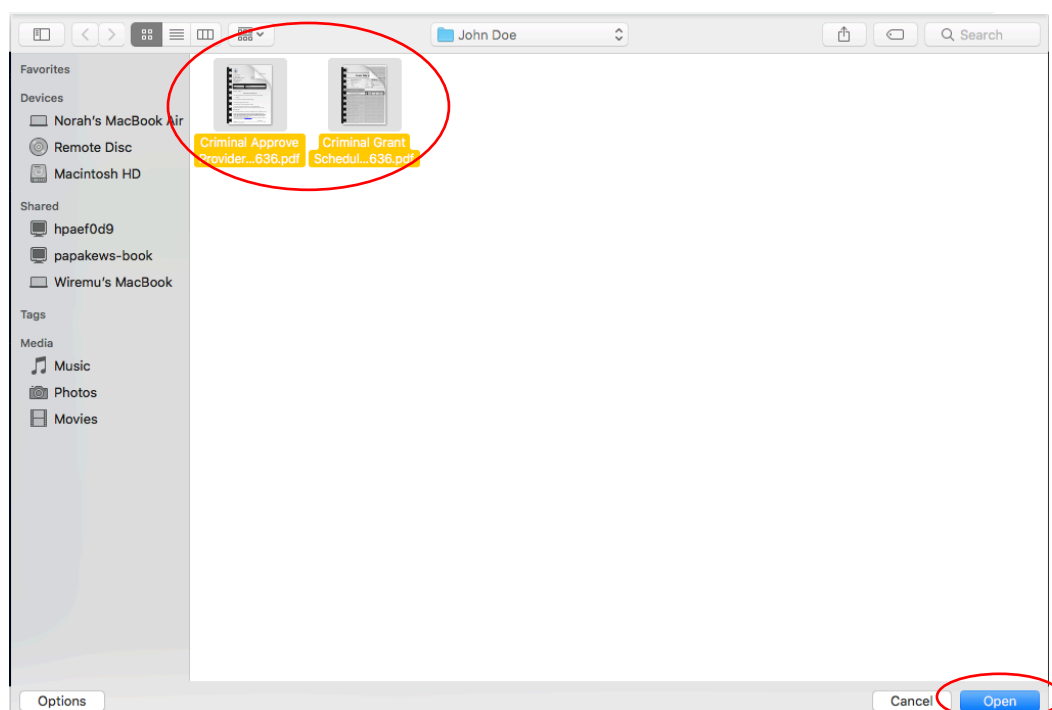 John Doe
Search
Favorites
Devices
Norah's MacBook Air
Remote Disc
Macintosh HD
Shared
hpaef0d9
papakews-book
Wiremu's MacBook
Tags
Media
Music
Photos
Movies
Criminal Approve
Provider...636.pdf
Criminal Grant
Schedul...636.pdf
Options
Cancel
Open